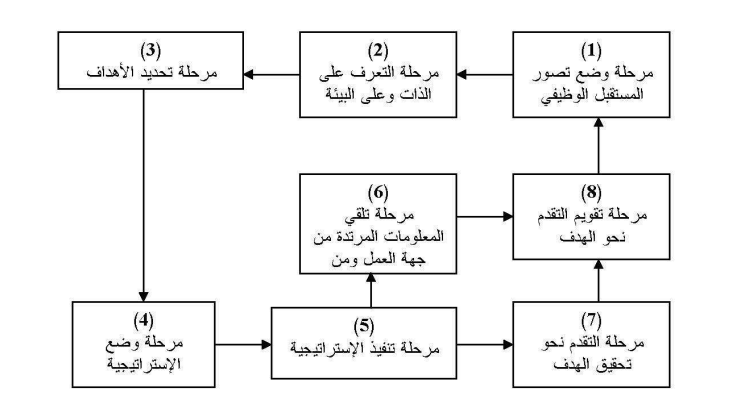 (1)
مرحلة وضع تصور
المستقبل الوظيفي
(2)
مرحلة التعرف على
الذات وعلى البيئة
(3)
مرحلة تحديد الأهداف
(4)
مرحلة وضع
الإستراتيجية
(5)
مرحلة تنفيذ الإستراتيجية
(6)
مرحلة تلقي
المعلومات المرتدة من
جهة العمل ومن
(7)
مرحلة التقدم نحو
تحقيق الهدف
(8)
مرحلة تقويم التقدم
نحو الهدف